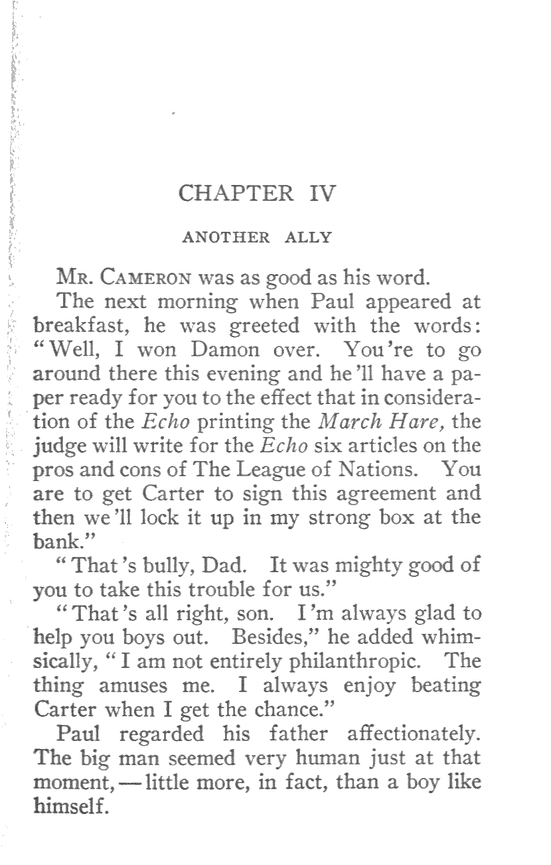 CHAPTER IV
ANOTHER ALLY
MR. CAMERON was as good as his word.
The next morning when Paul appeared at
breakfast, he was greeted with the words:
“Well, I won Damon over. You’re to go
around there this evening and he’ll have a pa-
per ready for you to the effect that in considera-
tion of the Echo printing the March Hare, the
judge will write for the Echo six articles on the
pros and cons of The League of Nations. You
are to get Carter to sign this agreement and
then we’ll lock it up in my strong box at the
bank.”
“That’s bully, Dad. It was mighty good of
you to take this trouble for us.”
“That’s all right, son. I’m always glad to
help you boys out. Besides,” he added whim-
sically, “I am not entirely philanthropic. The
thing amuses me. I always enjoy beating
Carter when I get the chance.”
Paul regarded his father affectionately.
The big man seemed very human just at that
moment,—little more, in fact, than a boy like
himself.